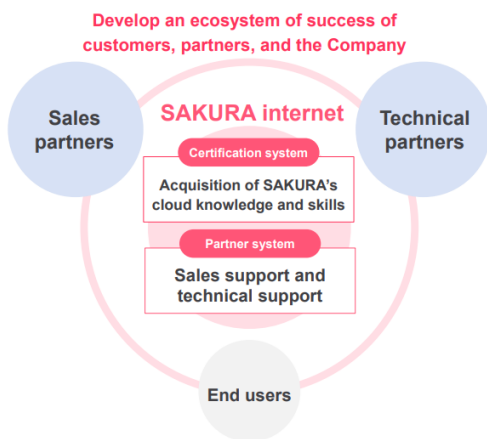 Develop an ecosystem of success of
customers, partners, and the Company
Sales
partners
SAKURA internet
Technical
partners
Certification system
Acquisition of SAKURA's
cloud knowledge and skills
Partner system
Sales support and
technical support
End users